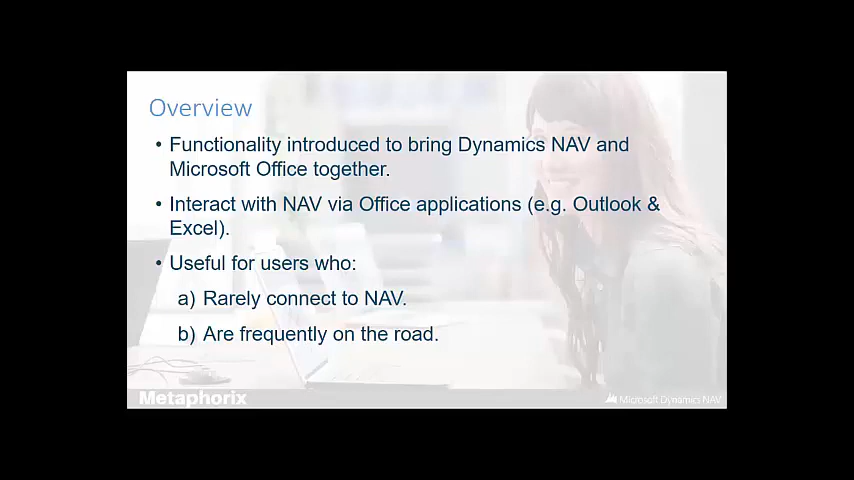 Overview
• Functionality introduced to bring Dynamics NAV and
Microsoft Office together.
• Interact with NAV via Office applications (e.g. Outlook &
Excel).
• Useful for users who:
a) Rarely connect to NAV.
b) Are frequently on the road.
Metaphorix
Microsoft Dynamics NAV